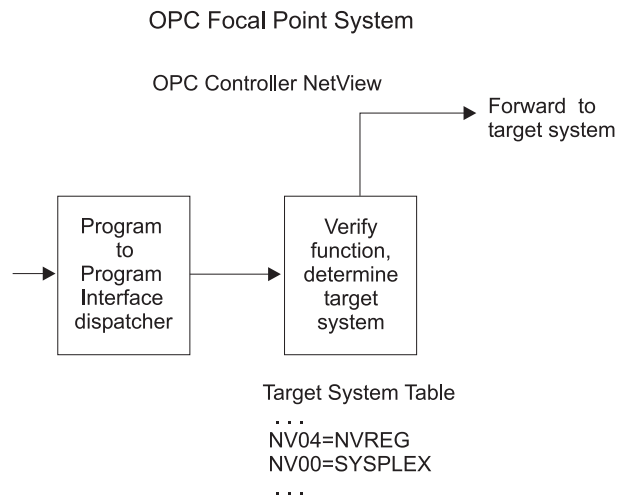 OPC Focal Point System
OPC Controller NetView
Forward to
target system
Program
to
Program
Interface
dispatcher
Verify
function,
determine
target
system
Target System Table
. . .
NV04=NVREG
NV00=SYSPLEX
. . .